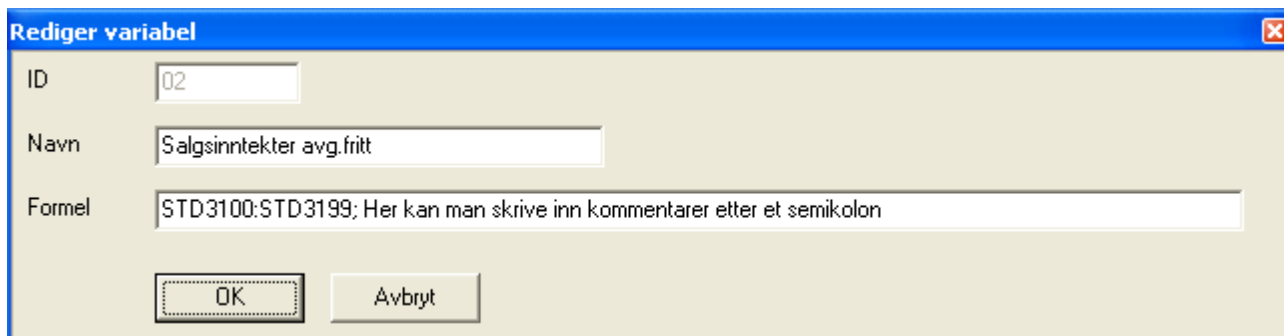 Rediger variabel
ID 02
Navn Salgsinntekter avg.fritt
Formel STD3100:STD3199; Her kan man skrive inn kommentarer etter et semikolon
OK Avbryt